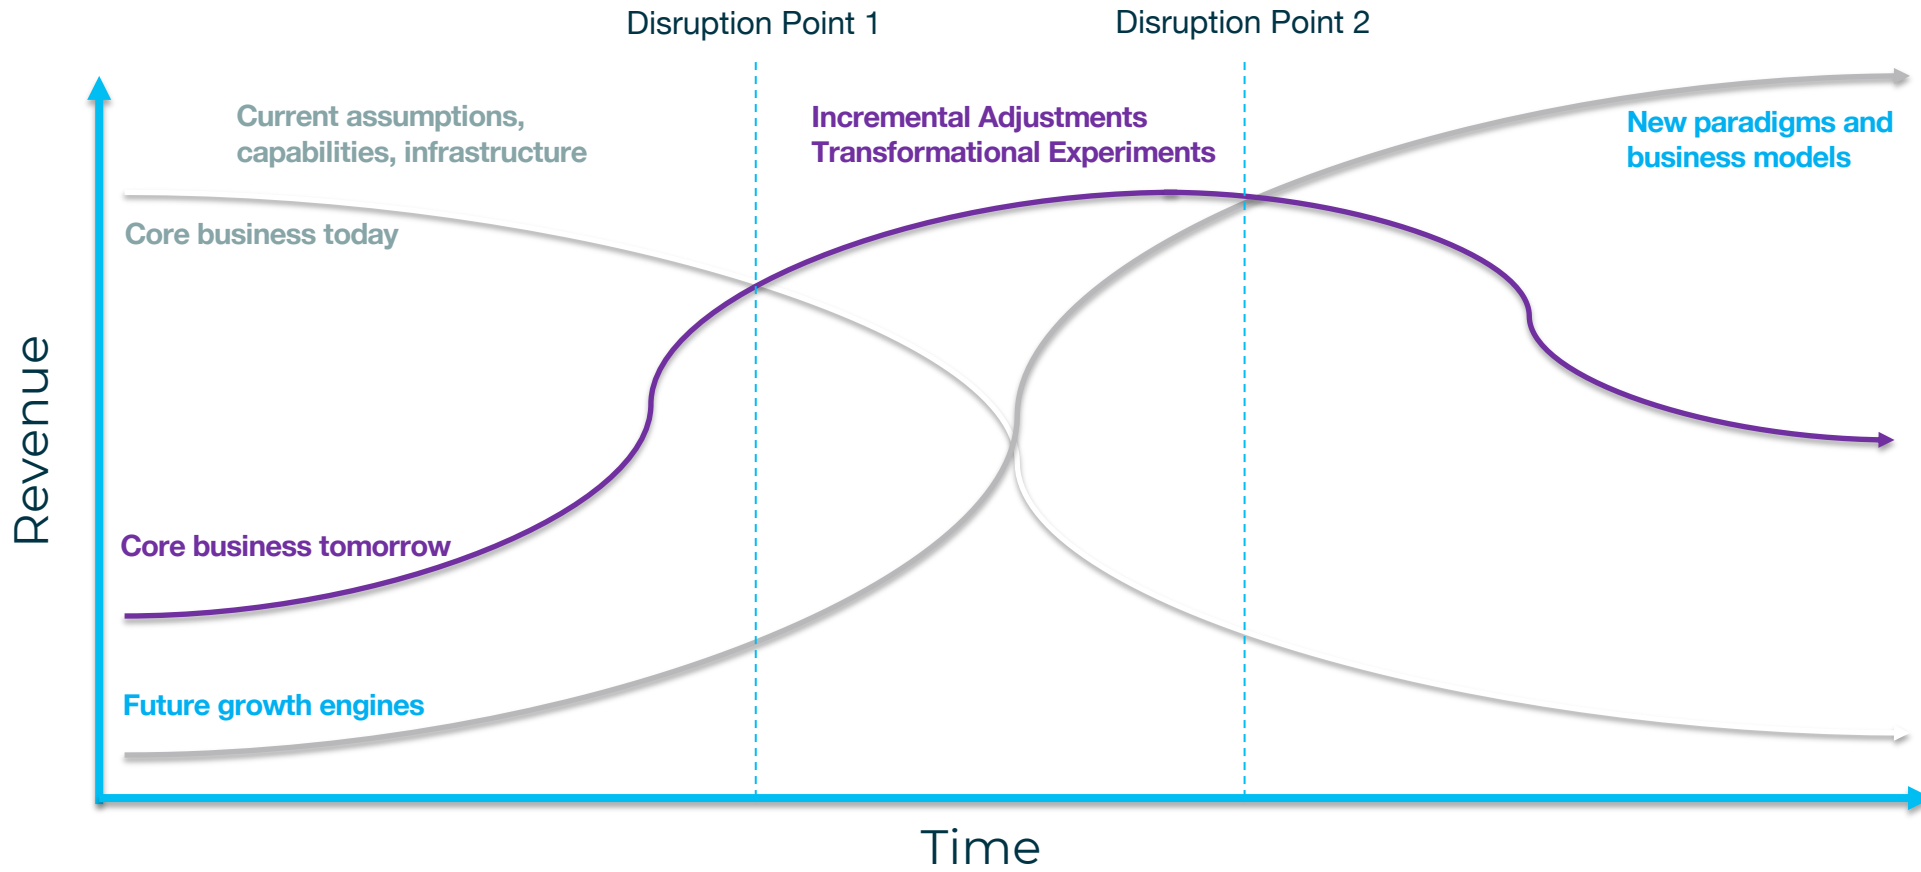 Disruption Point 1
Disruption Point 2
Current assumptions,
capabilities, infrastructure
Incremental Adjustments
Transformational Experiments
New paradigms and
business models
Core business today
Revenue
Core business tomorrow
Future growth engines
Time